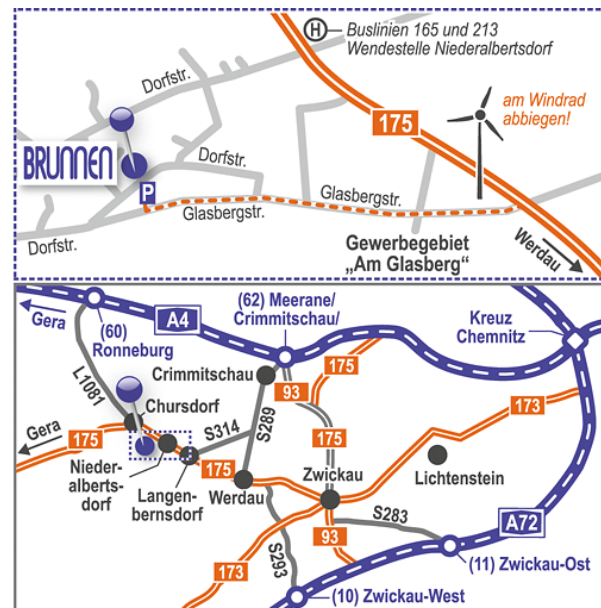 H Buslinien 165 und 213
Wendestelle Niederalbertsdorf
Dorfstr.
175
am Windrad
abbiegen!
BRUNNEN
Dorfstr.
P
Glasbergstr.
Glasbergstr.
Dorfstr.
Gewerbegebiet
„Am Glasberg“
Werdau
Gera
A4
(60)
Ronneburg
(62) Meerane/
Crimmitschau/
Kreuz
Chemnitz
L1081
Crimmitschau
93
175
173
Chursdorf
S314
S289
175
Gera
175
Nieder-
alberts-
dorf
Langen-
bernsdorf
175
Werdau
Zwickau
Lichtenstein
S283
A72
93
S293
173
(11) Zwickau-Ost
(10) Zwickau-West